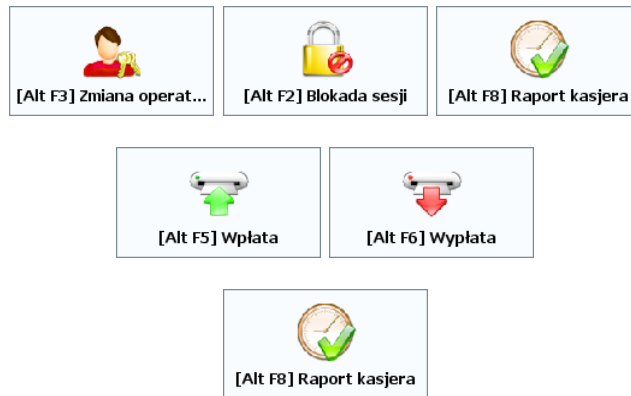 [Alt F3] Zmiana operat...
[Alt F2] Blokada sesji
[Alt F8] Raport kasjera
[Alt F5] Wpłata
[Alt F6] Wypłata
[Alt F8] Raport kasjera